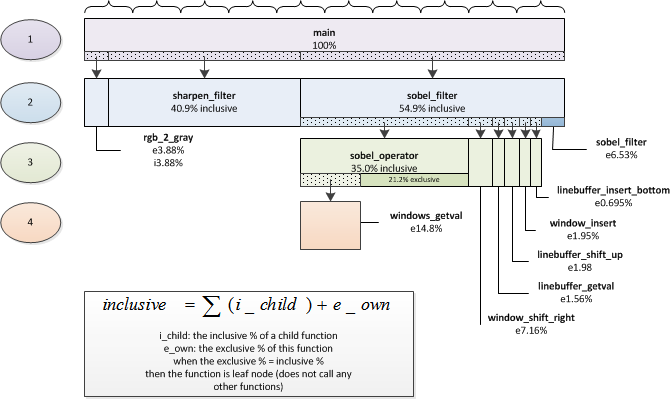 1
main
100%
2
sharpen_filter
40.9% inclusive
sobel_filter
54.9% inclusive
rgb_2_gray
e3.88%
i3.88%
sobel_filter
e6.53%
3
sobel_operator
35.0% inclusive
21.2% exclusive
linebuffer_insert_bottom
e0.695%
4
windows_getval
e14.8%
window_insert
e1.95%
linebuffer_shift_up
e1.98
linebuffer_getval
e1.56%
window_shift_right
e7.16%
inclusive = ∑ (i_child) + e_own
i_child: the inclusive % of a child function
e_own: the exclusive % of this function
when the exclusive % = inclusive %
then the function is leaf node (does not call any
other functions)